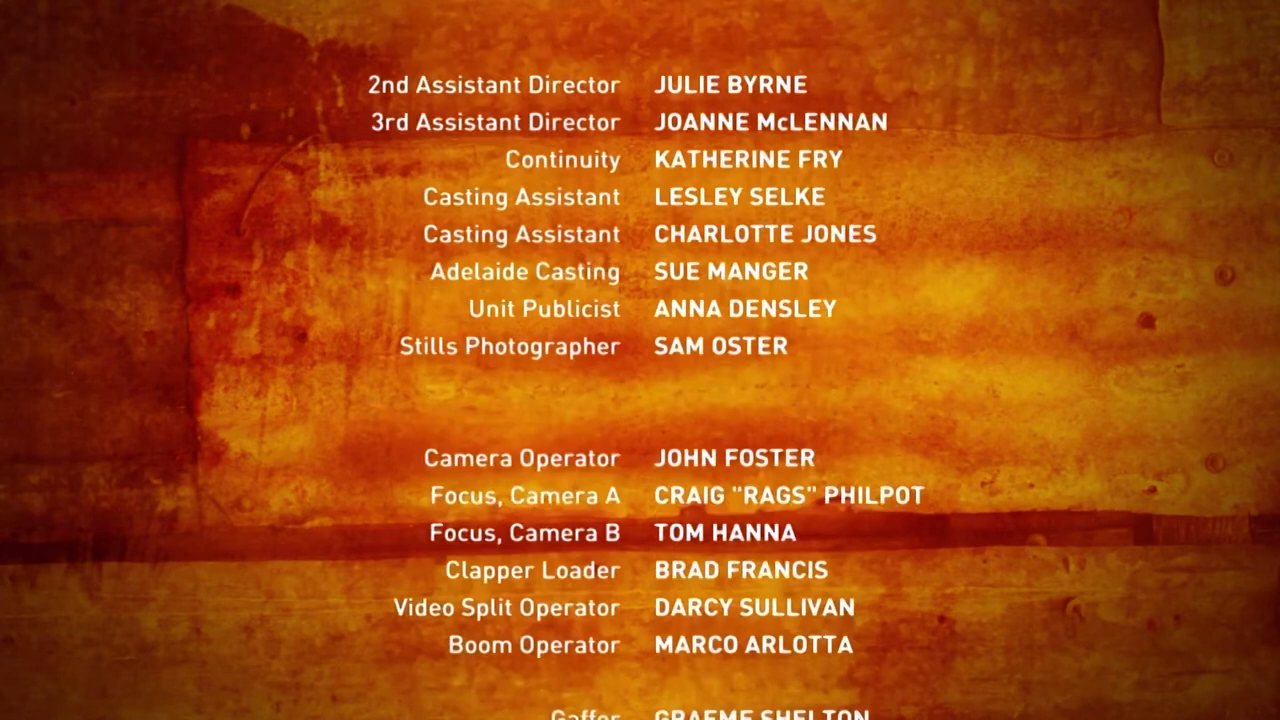 2nd Assistant Director JULIE BYRNE
3rd Assistant Director JOANNE McLENNAN
Continuity KATHERINE FRY
Casting Assistant LESLEY SELKE
Casting Assistant CHARLOTTE JONES
Adelaide Casting SUE MANGER
Unit Publicist ANNA DENSLEY
Stills Photographer SAM OSTER
Camera Operator JOHN FOSTER
Focus, Camera A CRAIG "RAGS" PHILPOT
Focus, Camera B TOM HANNA
Clapper Loader BRAD FRANCIS
Video Split Operator DARCY SULLIVAN
Boom Operator MARCO ARLOTTA
Gaffer GRAEME SHELTON